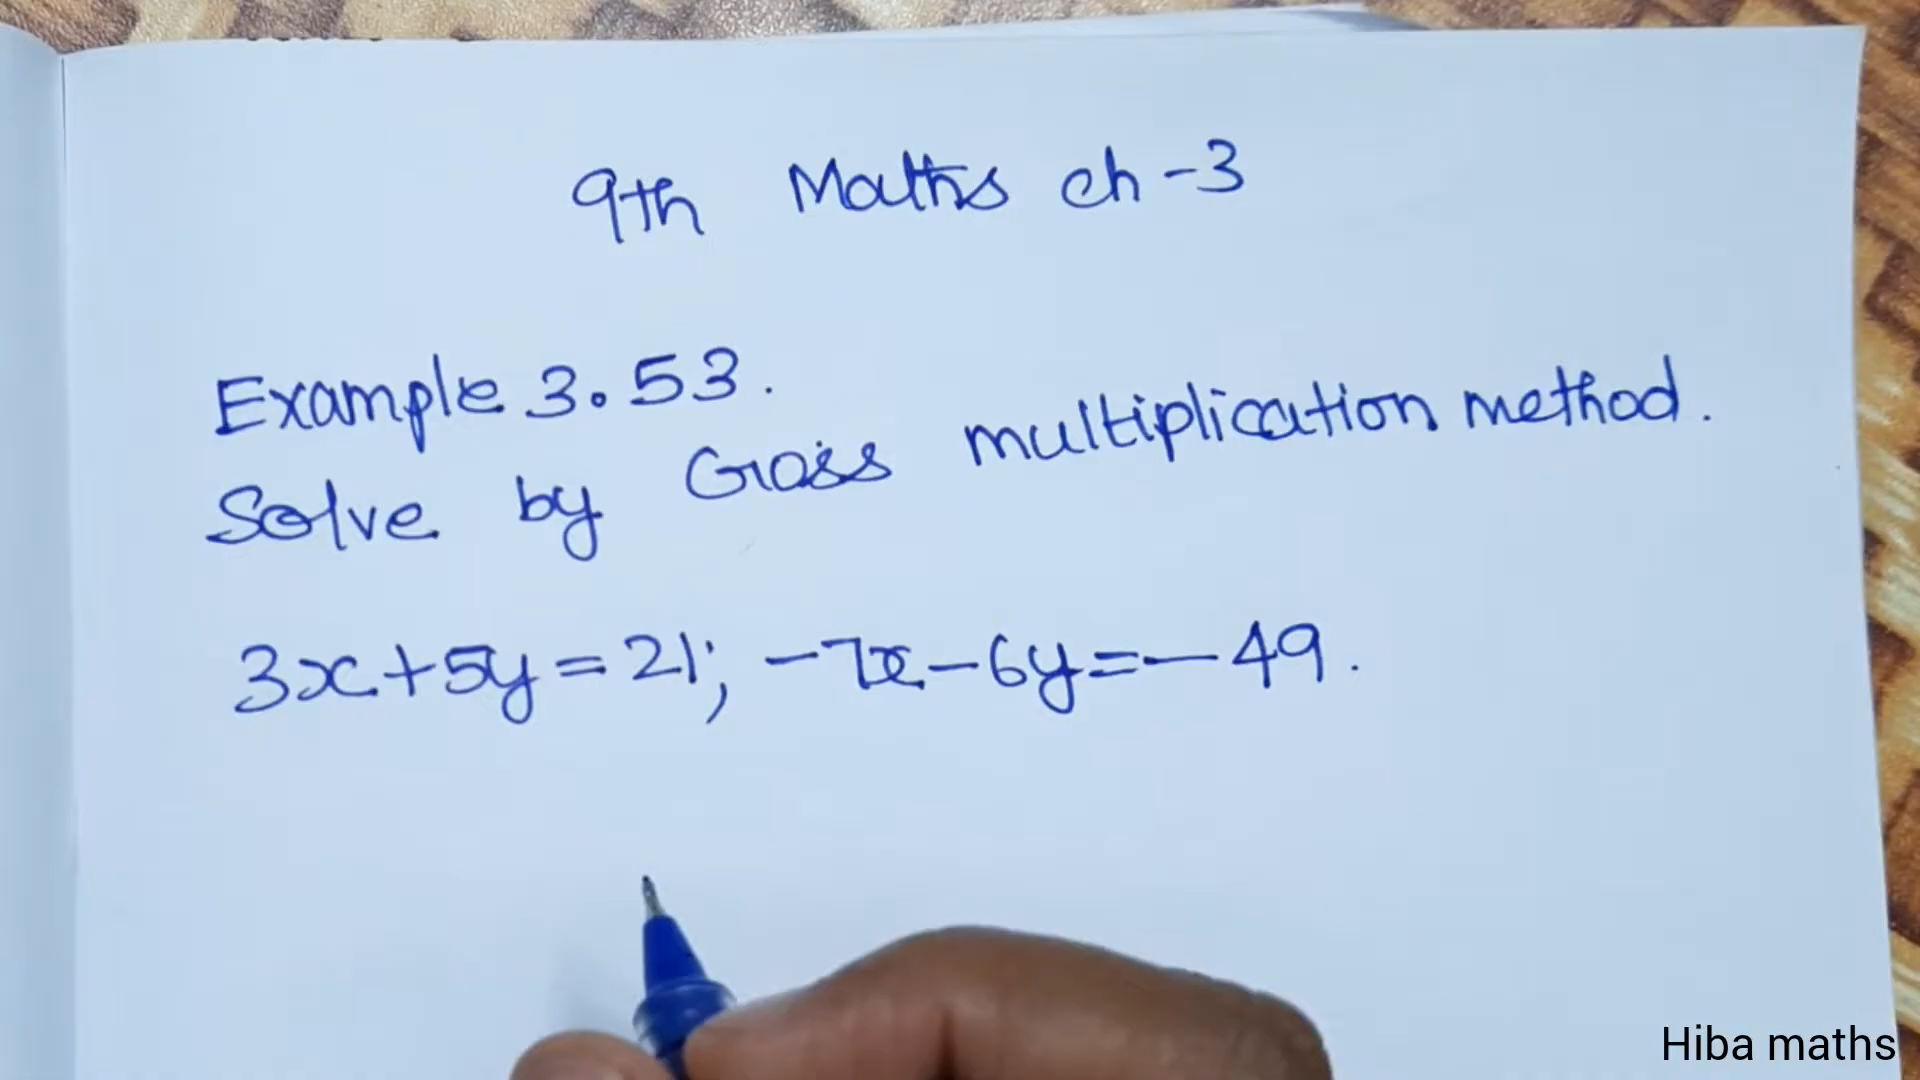 9th Maths ch-3
Example 3.53.
Solve by Cross multiplication method.
3x+5y=21; -7x-6y=-49.
Hiba maths